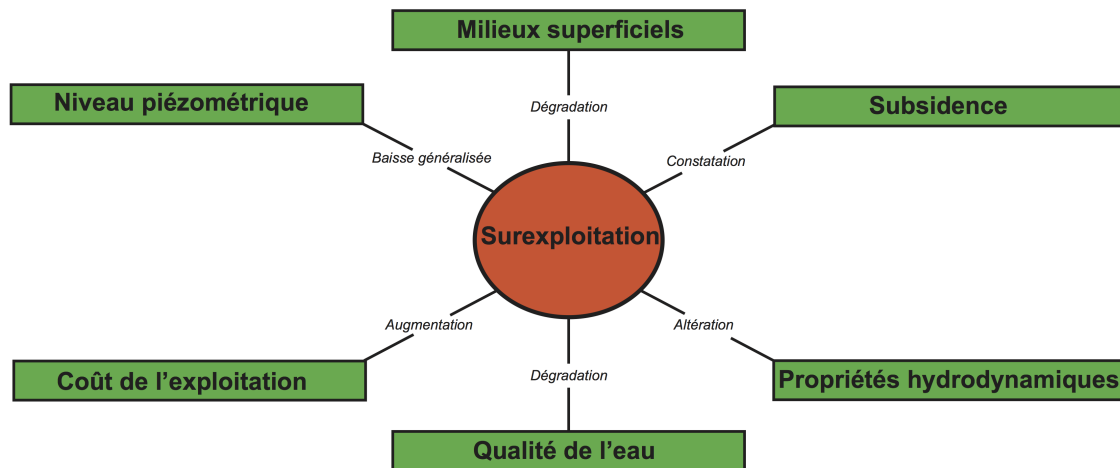 Milieux superficiels
Niveau piézométrique
Subsidence
Dégradation
Baisse généralisée
Constatation
Surexploitation
Augmentation
Altération
Dégradation
Coût de l'exploitation
Propriétés hydrodynamiques
Qualité de l'eau